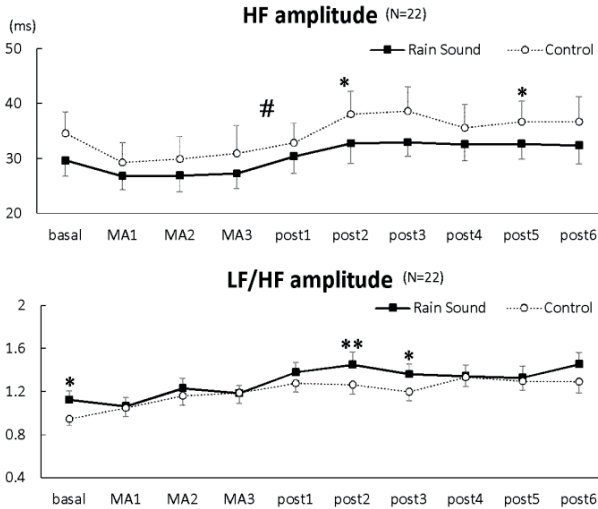 HF amplitude (N=22)
(ms)
Rain Sound Control
50
40
30
20
* # *
basal MA1 MA2 MA3 post1 post2 post3 post4 post5 post6
LF/HF amplitude (N=22)
Rain Sound Control
2
1.6
1.2
0.8
0.4
* ** *
basal MA1 MA2 MA3 post1 post2 post3 post4 post5 post6